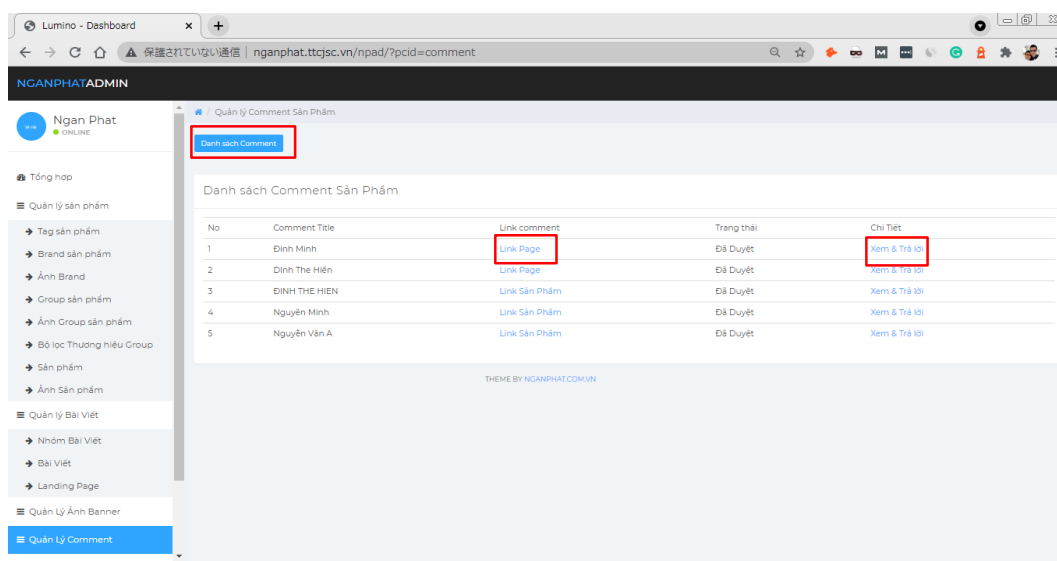 Lumino - Dashboard
保護されていない通信 | nganphat.ttcjsc.vn/npad/?pcid=comment
NGANPHATADMIN
Ngan Phat
ONLINE
Tổng hợp
Quản lý sản phẩm
Tag sản phẩm
Brand sản phẩm
Ảnh Brand
Group sản phẩm
Ảnh Group sản phẩm
Bộ lọc Thương hiệu Group
Sản phẩm
Ảnh Sản phẩm
Quản lý Bài Viết
Nhóm Bài Viết
Bài Viết
Landing Page
Quản Lý Ảnh Banner
Quản Lý Comment
/ Quản lý Comment Sản Phẩm
Danh sách Comment
Danh sách Comment Sản Phẩm
No Comment Title Link comment Trạng thái Chi Tiết
1 Đinh Minh Link Page Đã Duyệt Xem & Trả lời
2 DInh The Hiển Link Page Đã Duyệt Xem & Trả lời
3 ĐINH THE HIEN Link Sản Phẩm Đã Duyệt Xem & Trả lời
4 Nguyễn Minh Link Sản Phẩm Đã Duyệt Xem & Trả lời
5 Nguyễn Văn A Link Sản Phẩm Đã Duyệt Xem & Trả lời
THEME BY NGANPHAT.COM.VN